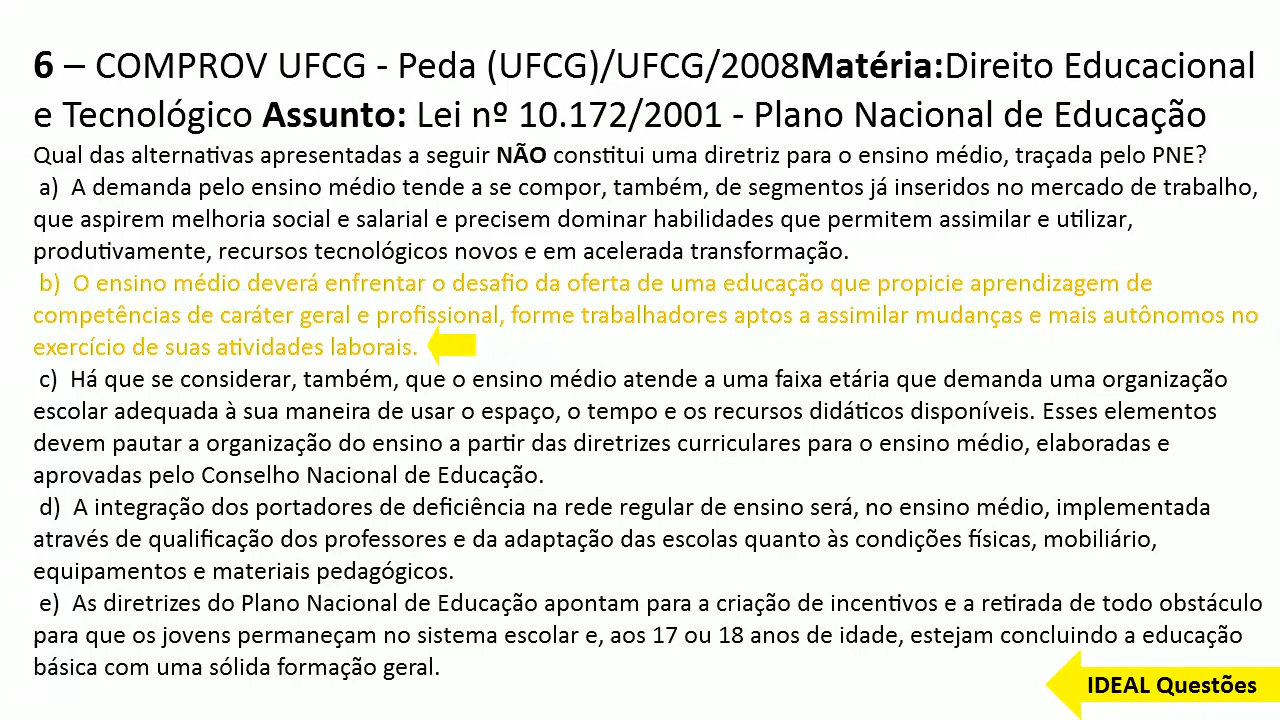 6 – COMPROV UFCG - Peda (UFCG)/UFCG/2008Matéria:Direito Educacional
e Tecnológico Assunto: Lei nº 10.172/2001 - Plano Nacional de Educação
Qual das alternativas apresentadas a seguir NÃO constitui uma diretriz para o ensino médio, traçada pelo PNE?
a) A demanda pelo ensino médio tende a se compor, também, de segmentos já inseridos no mercado de trabalho,
que aspirem melhoria social e salarial e precisem dominar habilidades que permitem assimilar e utilizar,
produtivamente, recursos tecnológicos novos e em acelerada transformação.
b) O ensino médio deverá enfrentar o desafio da oferta de uma educação que propicie aprendizagem de
competências de caráter geral e profissional, forme trabalhadores aptos a assimilar mudanças e mais autônomos no
exercício de suas atividades laborais.
c) Há que se considerar, também, que o ensino médio atende a uma faixa etária que demanda uma organização
escolar adequada à sua maneira de usar o espaço, o tempo e os recursos didáticos disponíveis. Esses elementos
devem pautar a organização do ensino a partir das diretrizes curriculares para o ensino médio, elaboradas e
aprovadas pelo Conselho Nacional de Educação.
d) A integração dos portadores de deficiência na rede regular de ensino será, no ensino médio, implementada
através de qualificação dos professores e da adaptação das escolas quanto às condições físicas, mobiliário,
equipamentos e materiais pedagógicos.
e) As diretrizes do Plano Nacional de Educação apontam para a criação de incentivos e a retirada de todo obstáculo
para que os jovens permaneçam no sistema escolar e, aos 17 ou 18 anos de idade, estejam concluindo a educação
básica com uma sólida formação geral.
IDEAL Questões